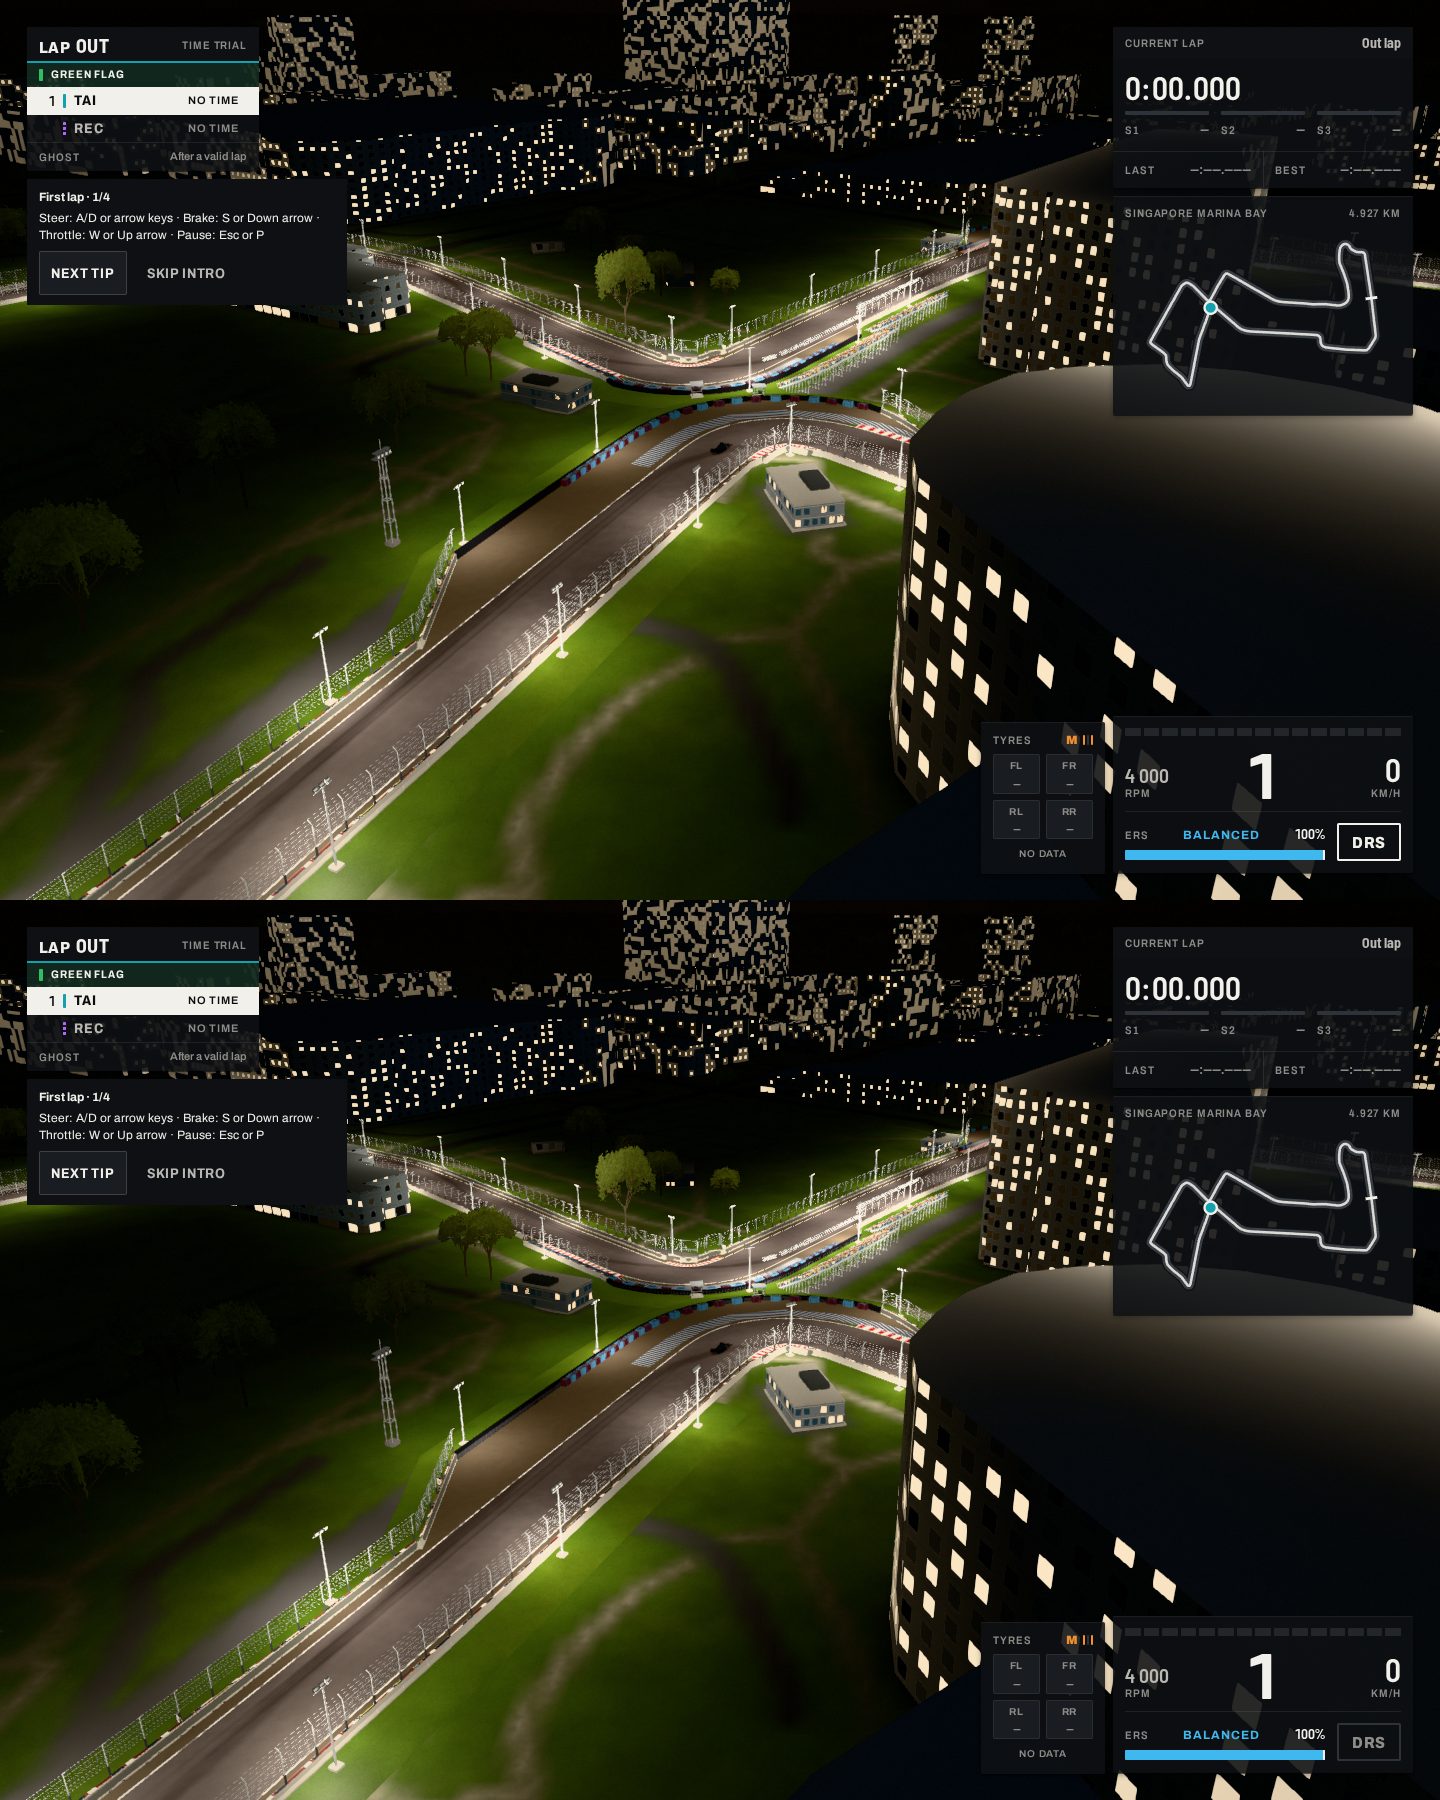 LAP OUT TIME TRIAL
GREEN FLAG
1 TAI NO TIME
REC NO TIME
GHOST After a valid lap
First lap · 1/4
Steer: A/D or arrow keys · Brake: S or Down arrow ·
Throttle: W or Up arrow · Pause: Esc or P
NEXT TIP SKIP INTRO
CURRENT LAP Out lap
0:00.000
S1 – S2 – S3 –
LAST –:––.––– BEST –:––.–––
SINGAPORE MARINA BAY 4.927 KM
TYRES M
FL FR
– –
RL RR
– –
NO DATA
4 000 1 0
RPM KM/H
ERS BALANCED 100% DRS
LAP OUT TIME TRIAL
GREEN FLAG
1 TAI NO TIME
REC NO TIME
GHOST After a valid lap
First lap · 1/4
Steer: A/D or arrow keys · Brake: S or Down arrow ·
Throttle: W or Up arrow · Pause: Esc or P
NEXT TIP SKIP INTRO
CURRENT LAP Out lap
0:00.000
S1 – S2 – S3 –
LAST –:––.––– BEST –:––.–––
SINGAPORE MARINA BAY 4.927 KM
TYRES M
FL FR
– –
RL RR
– –
NO DATA
4 000 1 0
RPM KM/H
ERS BALANCED 100% DRS